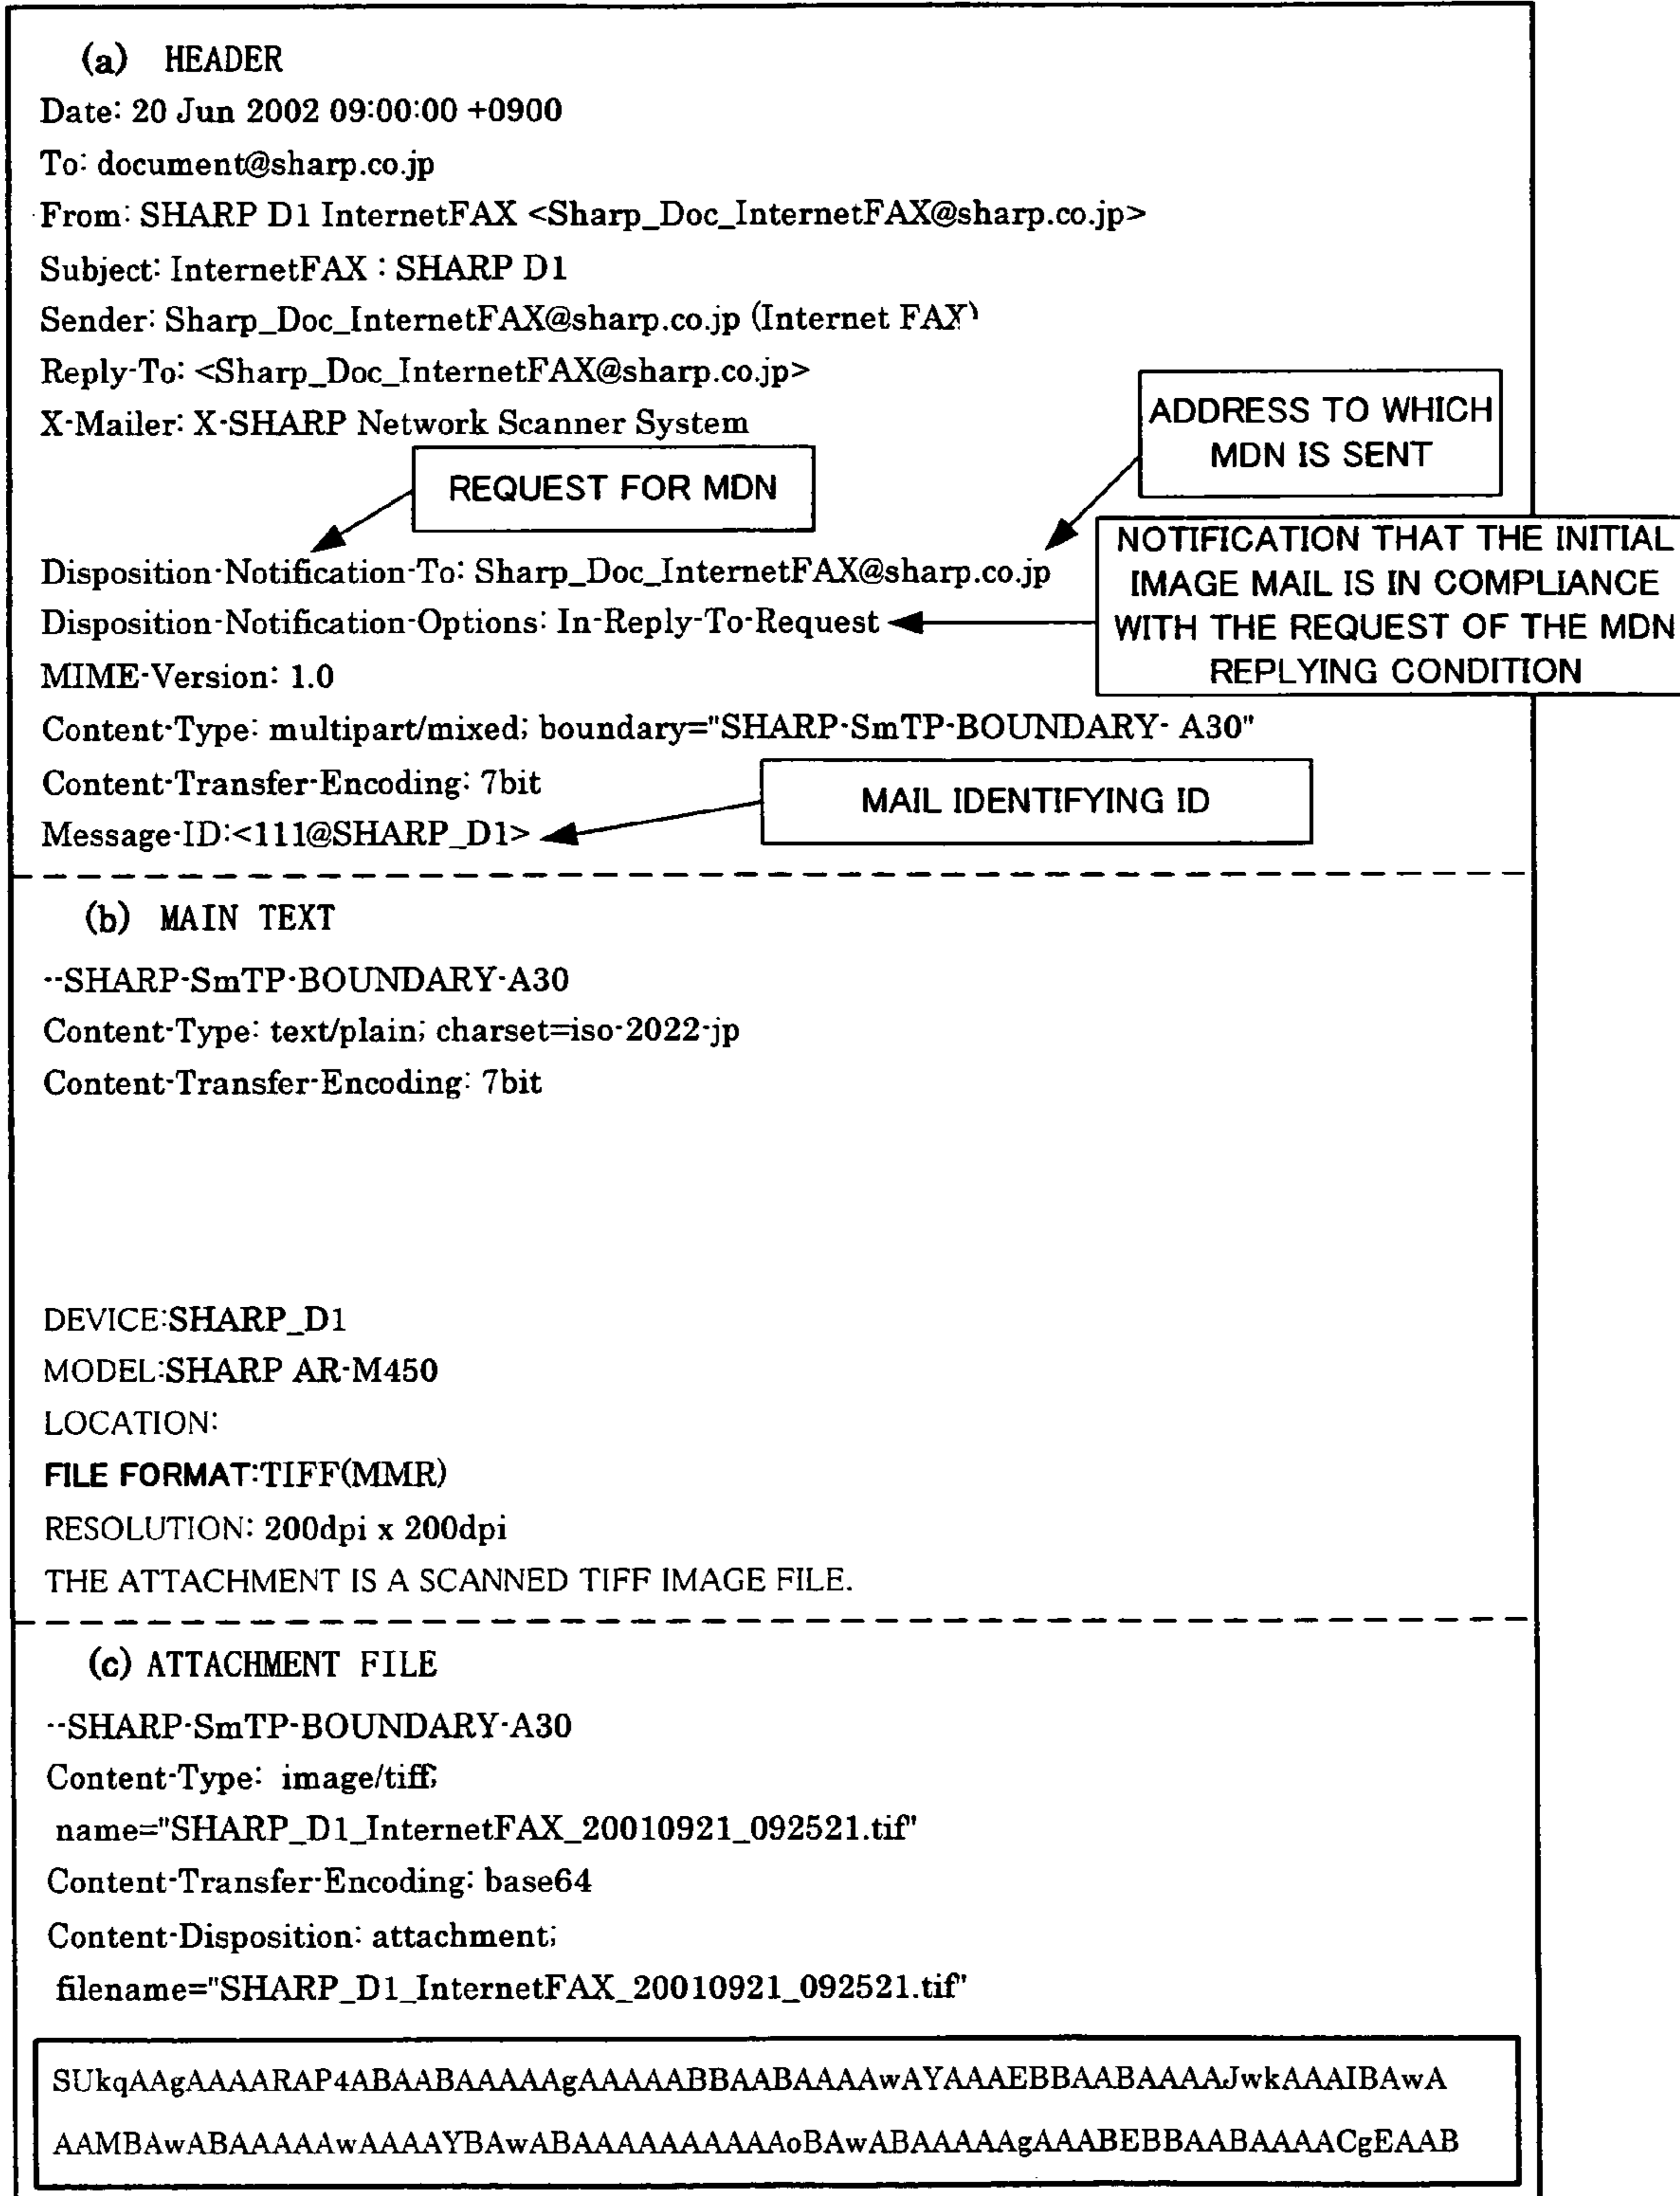 (a) HEADER
Date: 20 Jun 2002 09:00:00 +0900
To: document@sharp.co.jp
From: SHARP D1 InternetFAX <Sharp_Doc_InternetFAX@sharp.co.jp>
Subject: InternetFAX : SHARP D1
Sender: Sharp_Doc_InternetFAX@sharp.co.jp (Internet FAX)
Reply-To: <Sharp_Doc_InternetFAX@sharp.co.jp>
X-Mailer: X-SHARP Network Scanner System
ADDRESS TO WHICH
MDN IS SENT
REQUEST FOR MDN
Disposition-Notification-To: Sharp_Doc_InternetFAX@sharp.co.jp
Disposition-Notification-Options: In-Reply-To-Request
NOTIFICATION THAT THE INITIAL
IMAGE MAIL IS IN COMPLIANCE
WITH THE REQUEST OF THE MDN
REPLYING CONDITION
MIME-Version: 1.0
Content-Type: multipart/mixed; boundary="SHARP-SmTP-BOUNDARY- A30"
Content-Transfer-Encoding: 7bit
MAIL IDENTIFYING ID
Message-ID:<111@SHARP_D1>
(b) MAIN TEXT
--SHARP-SmTP-BOUNDARY-A30
Content-Type: text/plain; charset=iso-2022-jp
Content-Transfer-Encoding: 7bit
DEVICE:SHARP_D1
MODEL:SHARP AR-M450
LOCATION:
FILE FORMAT:TIFF(MMR)
RESOLUTION: 200dpi x 200dpi
THE ATTACHMENT IS A SCANNED TIFF IMAGE FILE.
(c) ATTACHMENT FILE
--SHARP-SmTP-BOUNDARY-A30
Content-Type: image/tiff;
name="SHARP_D1_InternetFAX_20010921_092521.tif"
Content-Transfer-Encoding: base64
Content-Disposition: attachment;
filename="SHARP_D1_InternetFAX_20010921_092521.tif"
SUkqAAgAAAARAP4ABAABAAAAAgAAAAABBAABAAAAwAYAAAEBBAABAAAAJwkAAAIBAwA
AAMBAwABAAAAAwAAAAYBAwABAAAAAAAAAAoBAwABAAAAAgAAABEBBAABAAAACgEAAB